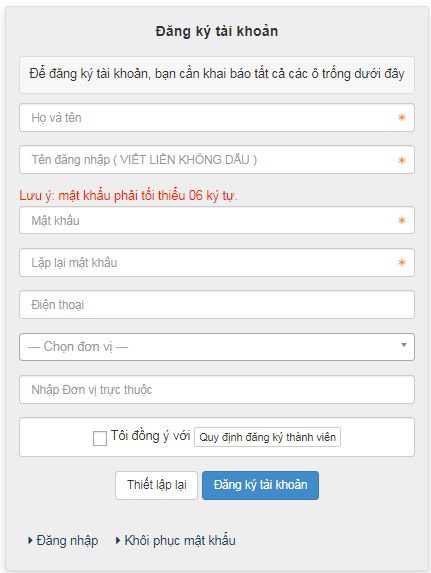 Đăng ký tài khoản
Để đăng ký tài khoản, bạn cần khai báo tất cả các ô trống dưới đây
Họ và tên *
Tên đăng nhập ( VIẾT LIỀN KHÔNG DẤU ) *
Lưu ý: mật khẩu phải tối thiểu 06 ký tự.
Mật khẩu *
Lặp lại mật khẩu *
Điện thoại
--- Chọn đơn vị ---
Nhập Đơn vị trực thuộc
Tôi đồng ý với Quy định đăng ký thành viên
Thiết lập lại Đăng ký tài khoản
Đăng nhập Khôi phục mật khẩu